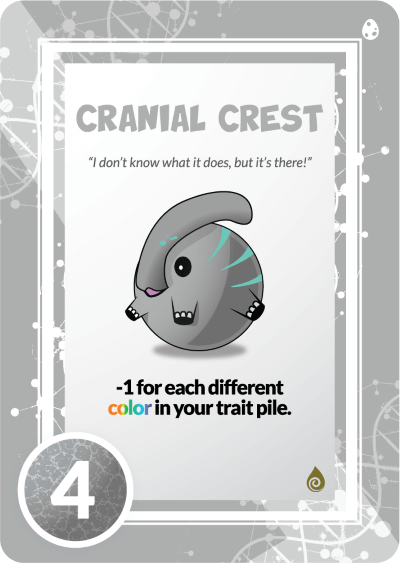 CRANIAL CREST
“I don’t know what it does, but it’s there!”
-1 for each different
color in your trait pile.
4